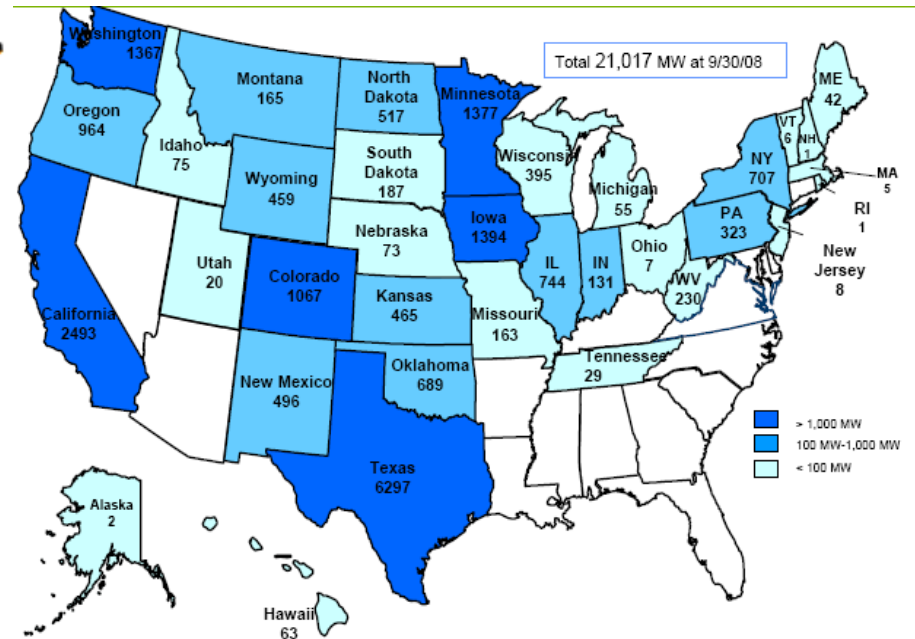 Total 21,017 MW at 9/30/08
Washington
1367
Oregon
964
California
2493
Idaho
75
Montana
165
Wyoming
459
Utah
20
Colorado
1067
New Mexico
496
North
Dakota
517
South
Dakota
187
Nebraska
73
Kansas
465
Oklahoma
689
Texas
6297
Minnesota
1377
Iowa
1394
Missouri
163
Wisconsi
395
IL
744
Michigan
55
IN
131
Ohio
7
WV
230
Tennessee
29
PA
323
NY
707
VT
6
NH
1
ME
42
MA
5
RI
1
New
Jersey
8
Alaska
2
Hawaii
63
> 1,000 MW
100 MW-1,000 MW
< 100 MW